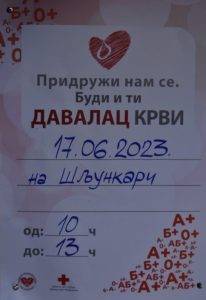 Придружи нам се.
Буди и ти
ДАВАЛАЦ КРВИ
17.06.2023.
на Шљункари
од: 10 ч
до: 13 ч